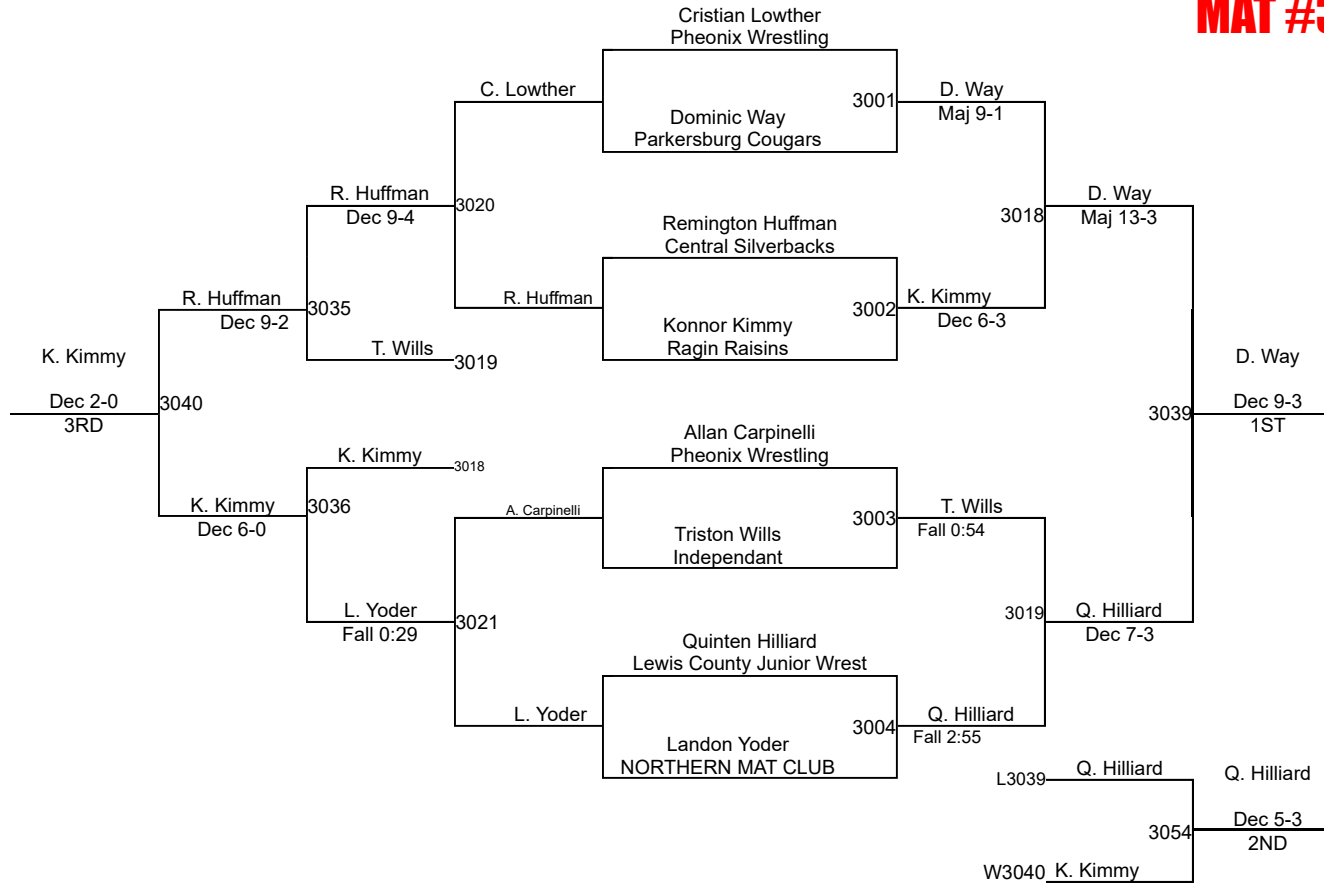 MAT #3
Cristian Lowther
Pheonix Wrestling
C. Lowther
3001
D. Way
Maj 9-1
Dominic Way
Parkersburg Cougars
R. Huffman
Dec 9-4
3020
3018
D. Way
Maj 13-3
Remington Huffman
Central Silverbacks
R. Huffman
Dec 9-2
3035
R. Huffman
3002
K. Kimmy
Dec 6-3
Konnor Kimmy
Ragin Raisins
T. Wills
3019
K. Kimmy
Dec 2-0
3RD
3040
3039
D. Way
Dec 9-3
1ST
Allan Carpinelli
Pheonix Wrestling
K. Kimmy
3018
K. Kimmy
Dec 6-0
3036
A. Carpinelli
3003
T. Wills
Fall 0:54
Triston Wills
Independant
L. Yoder
Fall 0:29
3021
3019
Q. Hilliard
Dec 7-3
Quinten Hilliard
Lewis County Junior Wrest
L. Yoder
3004
Q. Hilliard
Fall 2:55
Landon Yoder
NORTHERN MAT CLUB
L3039
Q. Hilliard
Q. Hilliard
3054
Dec 5-3
2ND
W3040
K. Kimmy